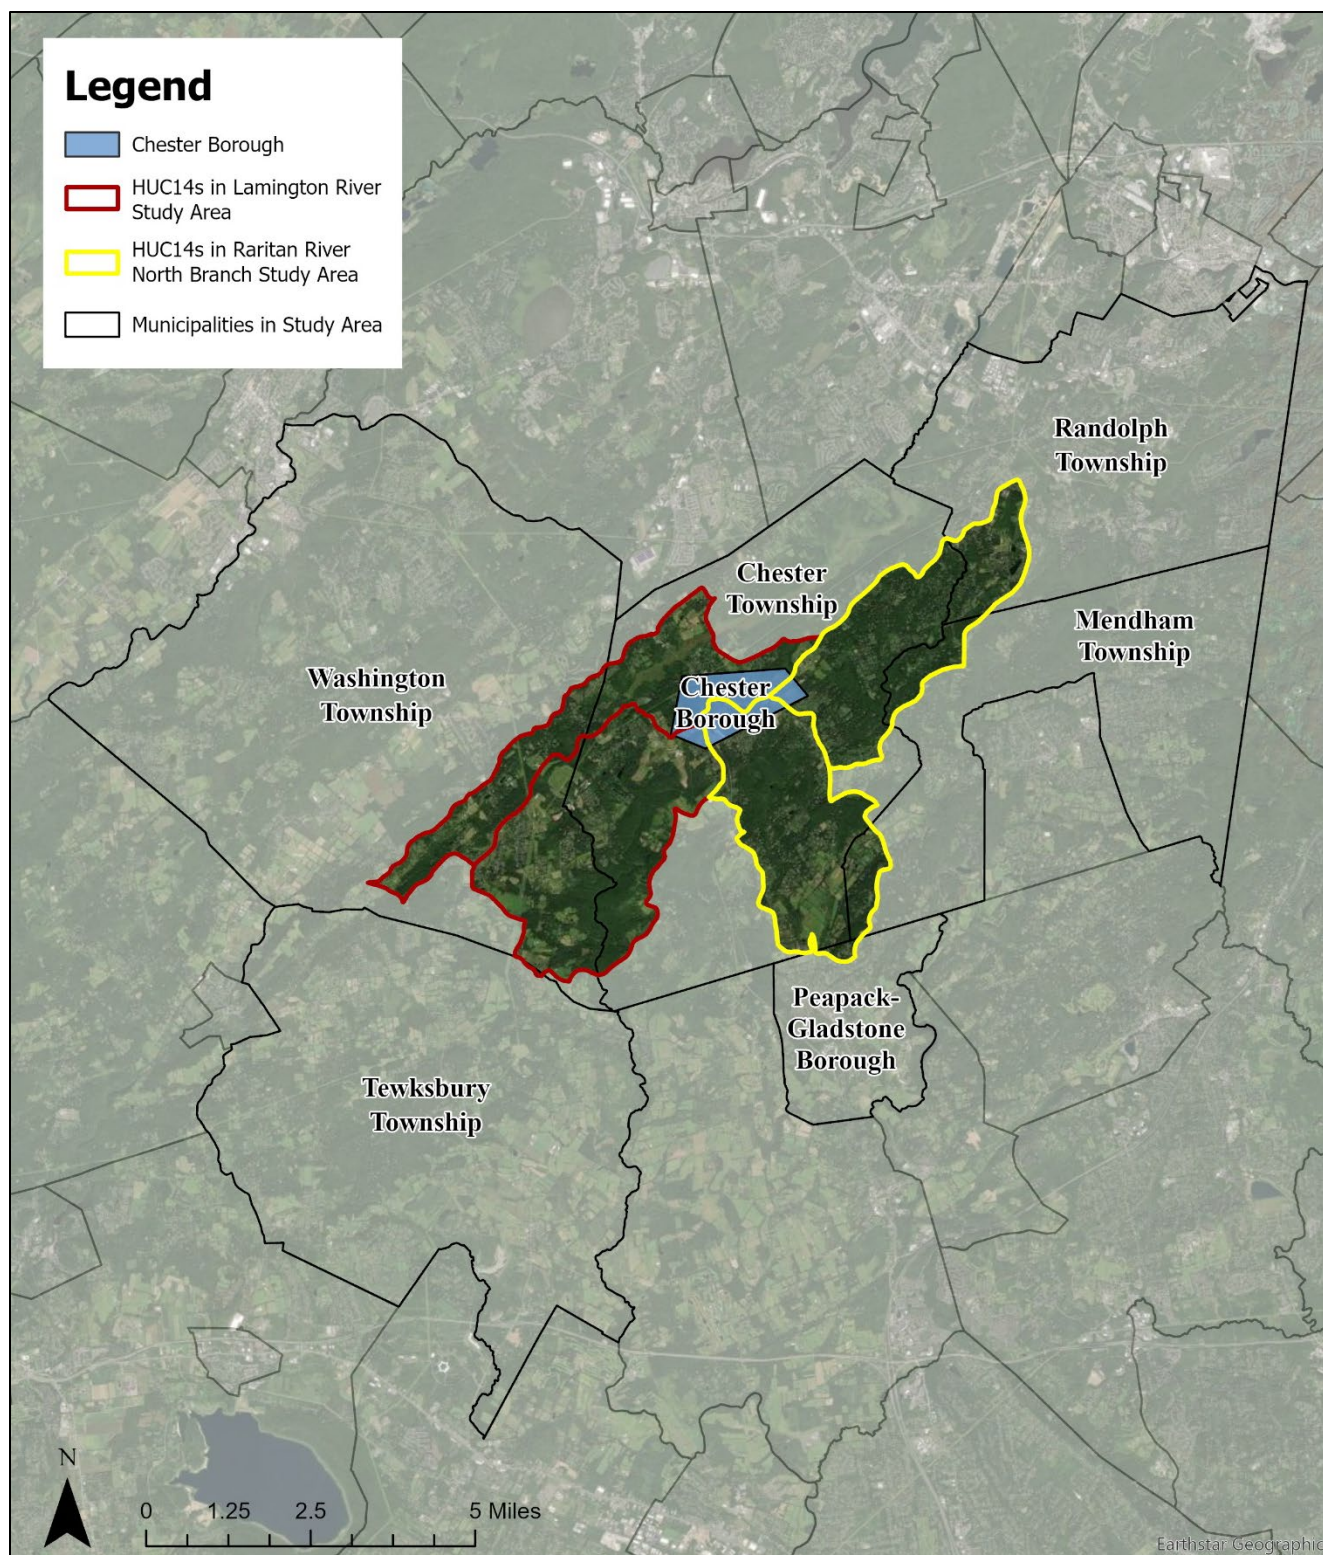 Legend
Chester Borough
HUC14s in Lamington River
Study Area
HUC14s in Raritan River
North Branch Study Area
Municipalities in Study Area
Randolph
Township
Chester
Township
Mendham
Township
Washington
Township
Chester
Borough
Peapack-
Gladstone
Borough
Tewksbury
Township
N
0 1.25 2.5 5 Miles
Earthstar Geographic